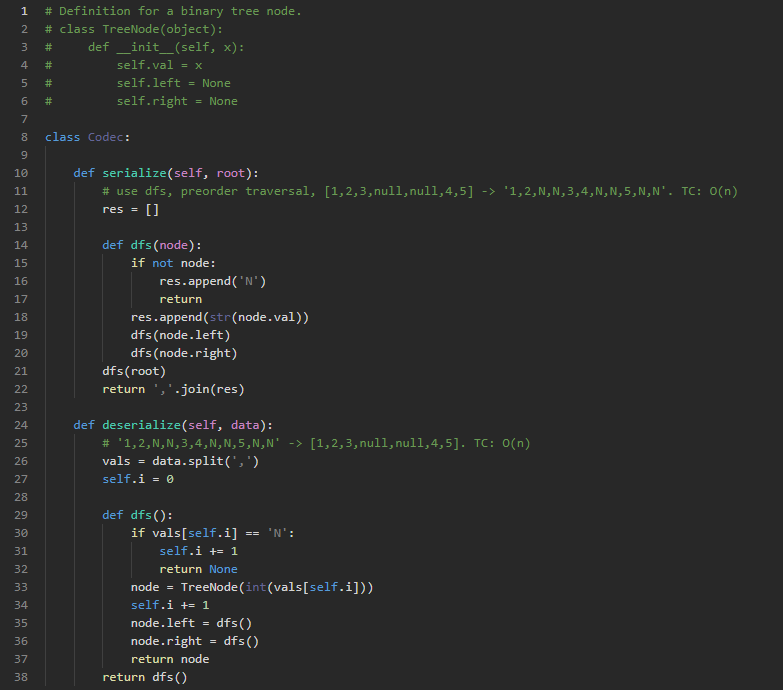 1 # Definition for a binary tree node.
2 # class TreeNode(object):
3 #     def __init__(self, x):
4 #         self.val = x
5 #         self.left = None
6 #         self.right = None
7
8 class Codec:
9
10     def serialize(self, root):
11         # use dfs, preorder traversal, [1,2,3,null,null,4,5] -> '1,2,N,N,3,4,N,N,5,N,N'. TC: O(n)
12         res = []
13
14         def dfs(node):
15             if not node:
16                 res.append('N')
17                 return
18             res.append(str(node.val))
19             dfs(node.left)
20             dfs(node.right)
21         dfs(root)
22         return ','.join(res)
23
24     def deserialize(self, data):
25         # '1,2,N,N,3,4,N,N,5,N,N' -> [1,2,3,null,null,4,5]. TC: O(n)
26         vals = data.split(',')
27         self.i = 0
28
29         def dfs():
30             if vals[self.i] == 'N':
31                 self.i += 1
32                 return None
33             node = TreeNode(int(vals[self.i]))
34             self.i += 1
35             node.left = dfs()
36             node.right = dfs()
37             return node
38         return dfs()